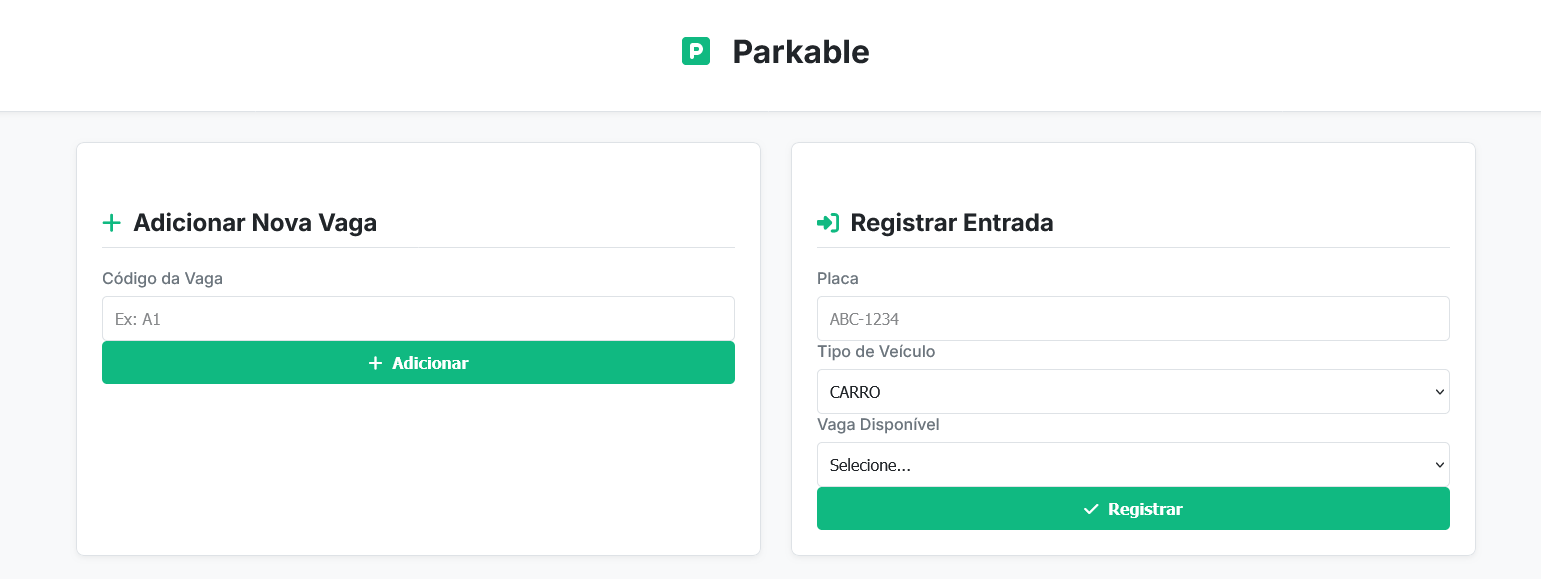 P Parkable
Adicionar Nova Vaga
Código da Vaga
Ex: A1
Adicionar
Registrar Entrada
Placa
ABC-1234
Tipo de Veículo
CARRO
Vaga Disponível
Selecione...
Registrar